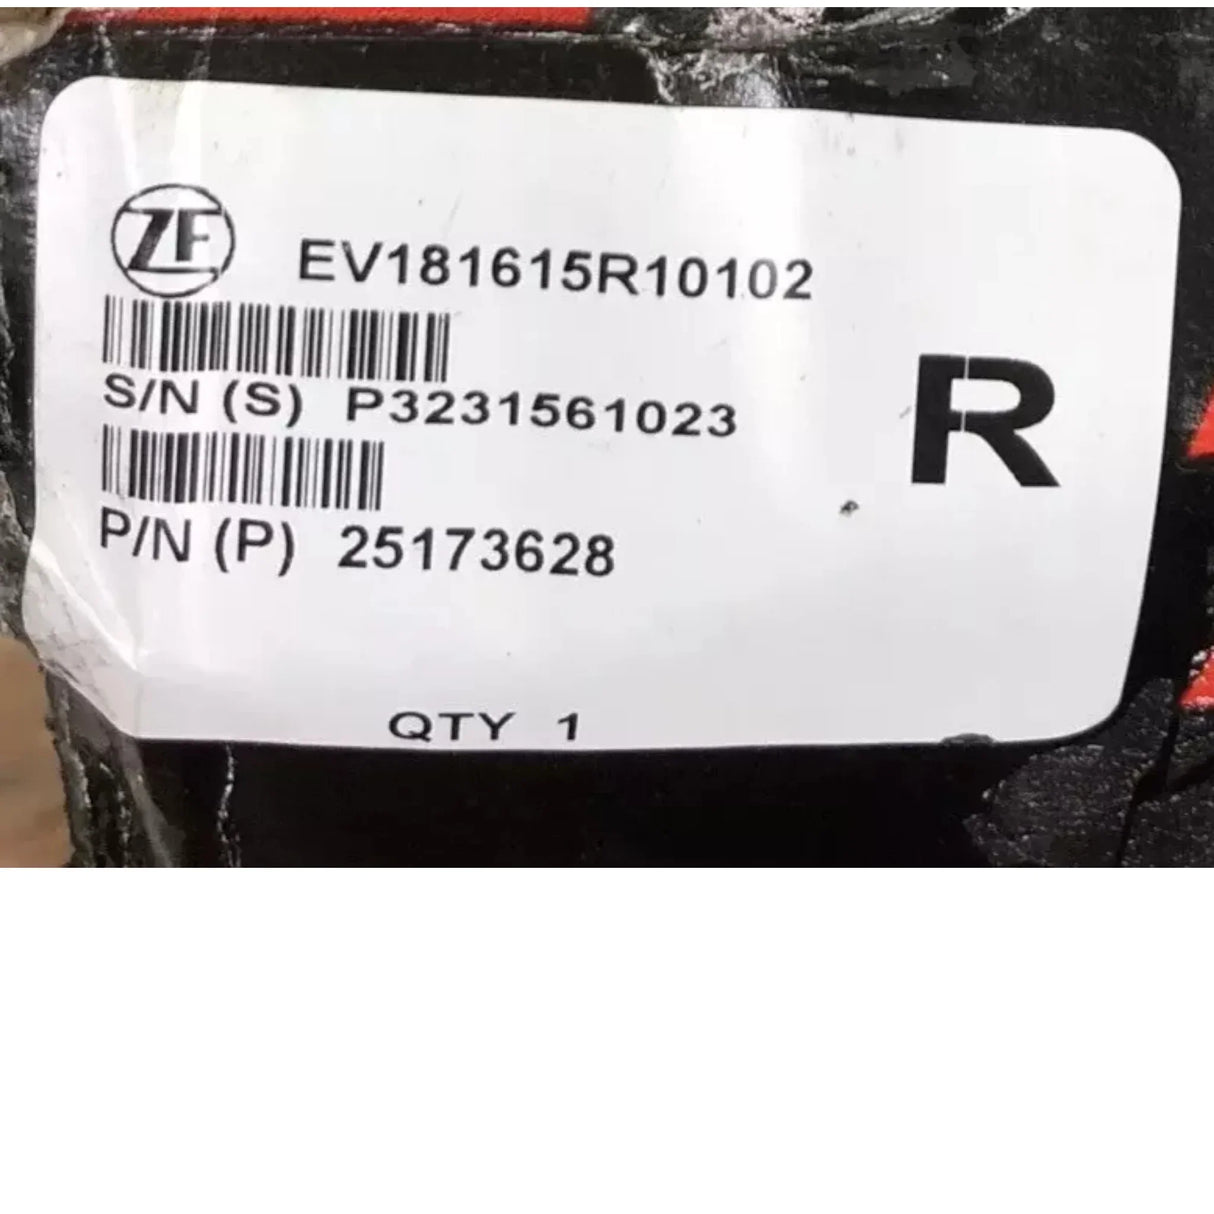 ZF
EV181615R10102
S/N (S) P3231561023
R
P/N (P) 25173628
QTY 1